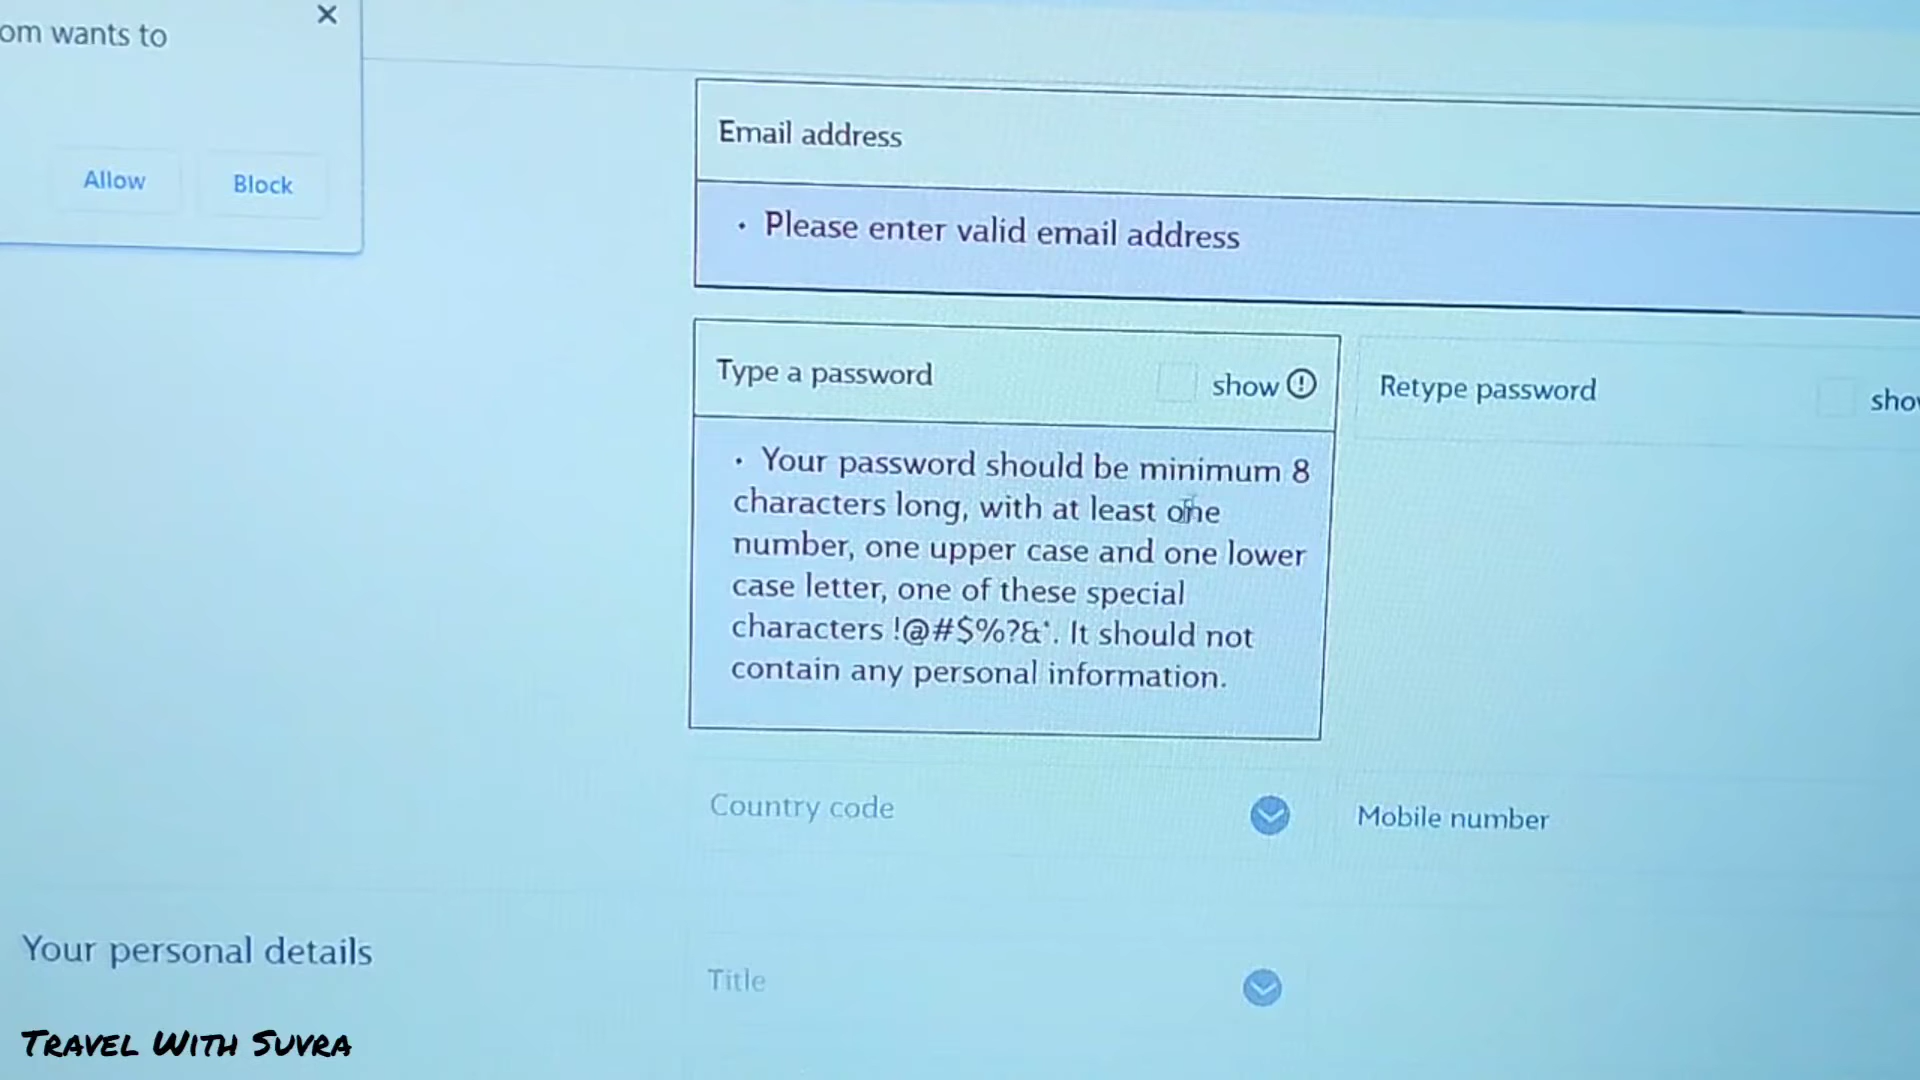 om wants to
Allow
Block
Email address
• Please enter valid email address
Type a password
show
Retype password
sho
• Your password should be minimum 8
characters long, with at least one
number, one upper case and one lower
case letter, one of these special
characters !@#$%?&*. It should not
contain any personal information.
Country code
Mobile number
Your personal details
Title
TRAVEL WITH SUVRA